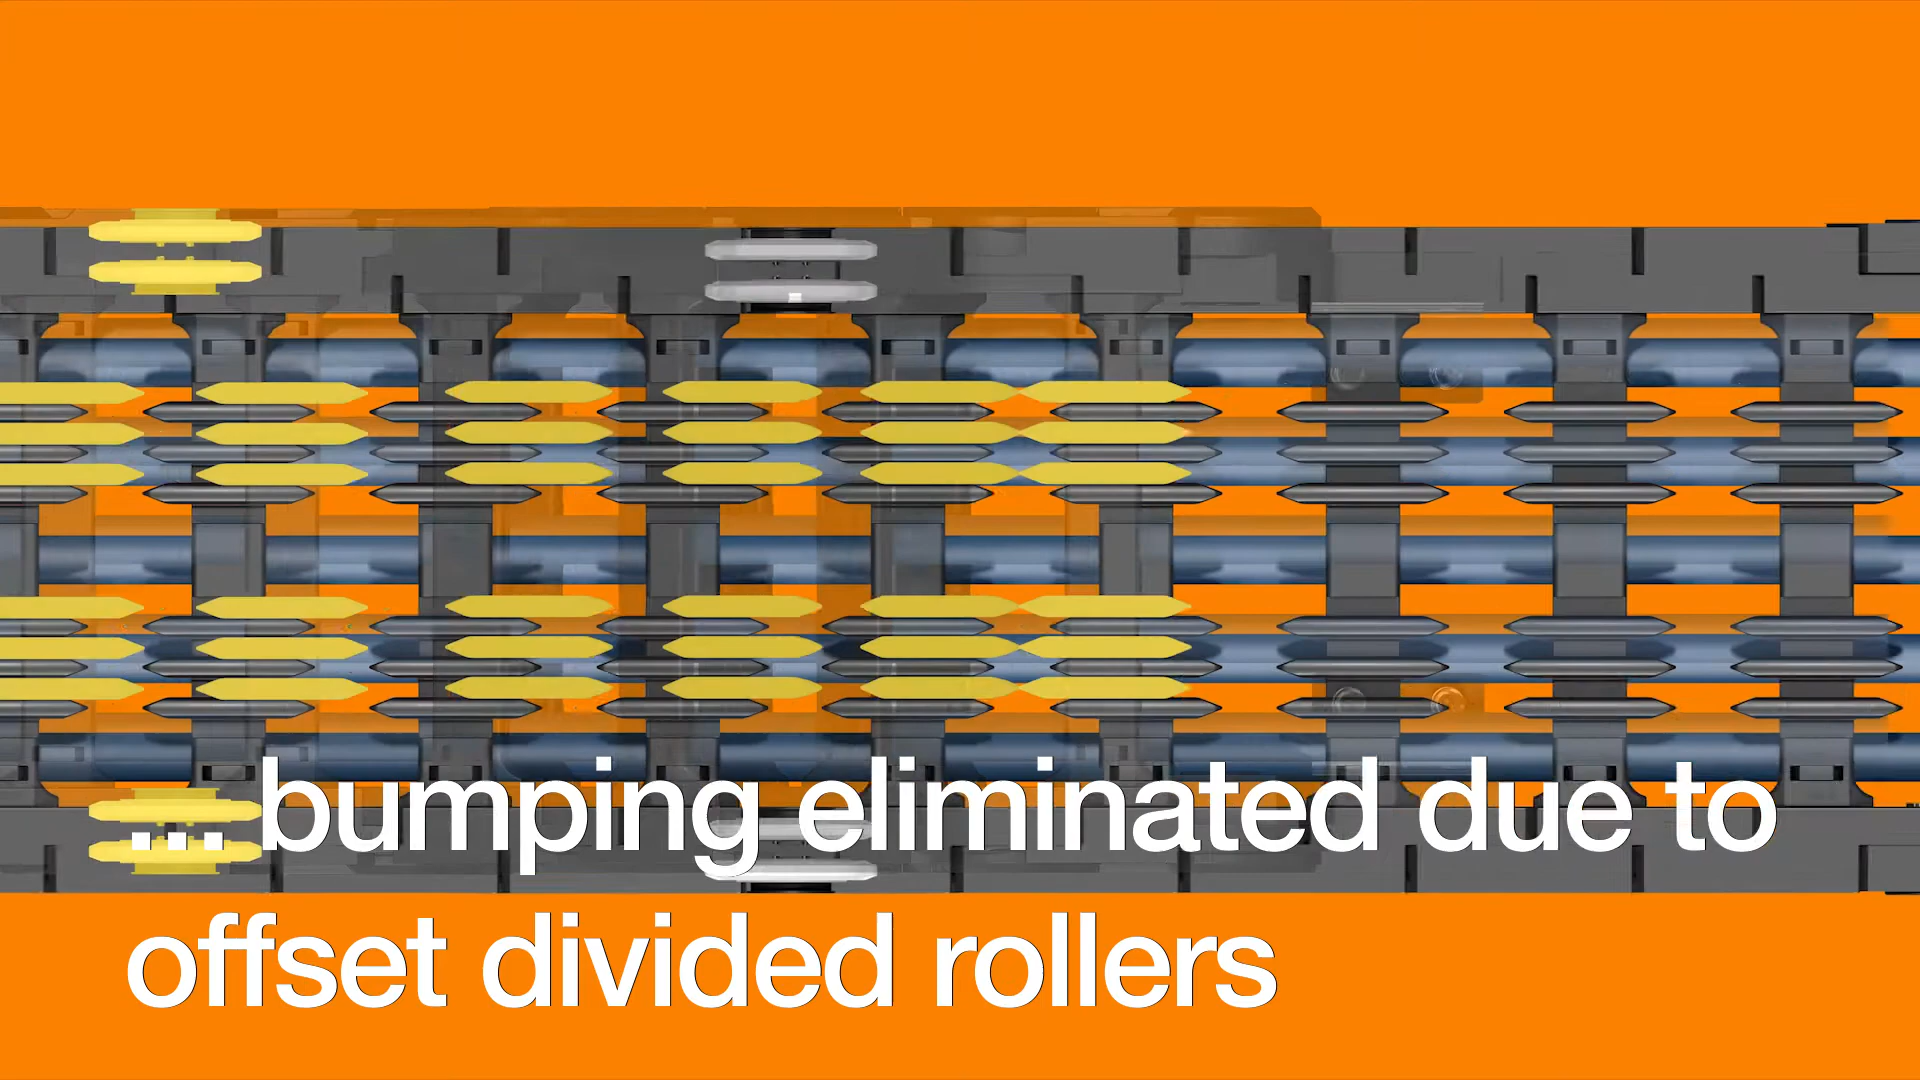 ... bumping eliminated due to
offset divided rollers